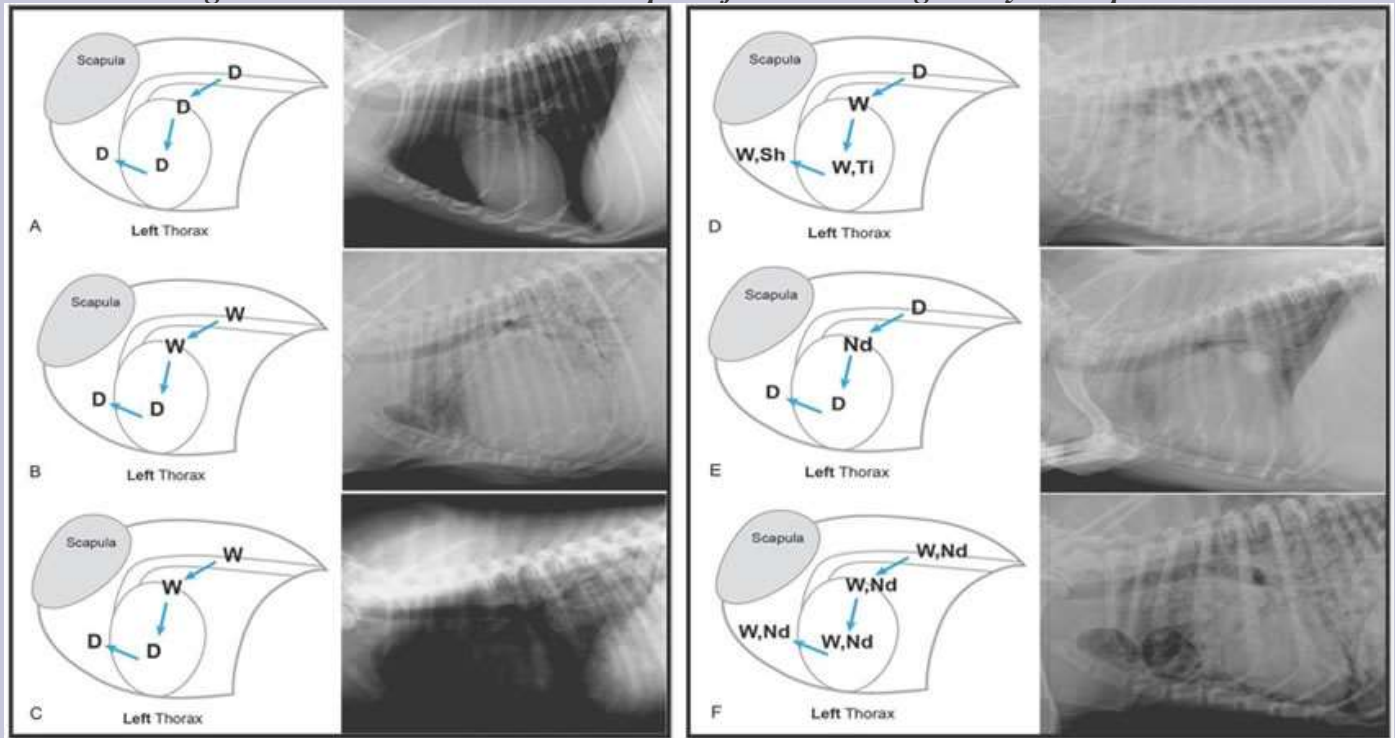 Scapula
D
D
D D
A
Left Thorax
Scapula
W
W
D D
B
Left Thorax
Scapula
W
W
D D
C
Left Thorax
Scapula
D
W
W,Sh W,Ti
D
Left Thorax
Scapula
D
Nd
D D
E
Left Thorax
Scapula
W,Nd
W,Nd
W,Nd W,Nd
F
Left Thorax